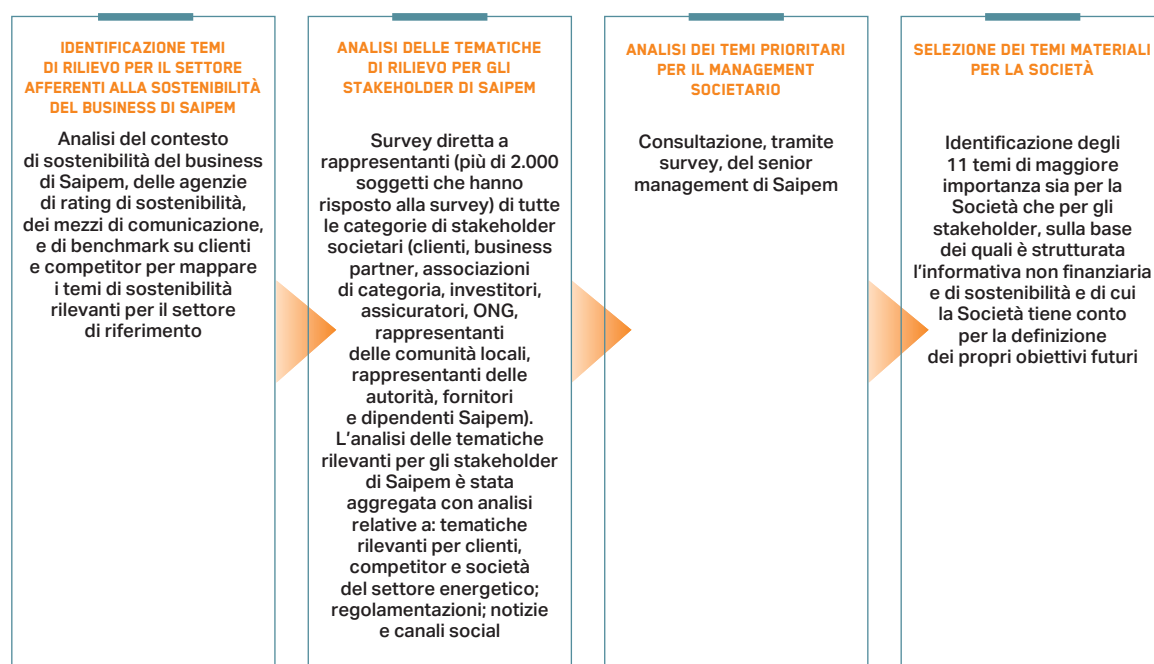 IDENTIFICAZIONE TEMI
DI RILIEVO PER IL SETTORE
AFFERENTI ALLA SOSTENIBILITÀ
DEL BUSINESS DI SAIPEM
Analisi del contesto
di sostenibilità del business
di Saipem, delle agenzie
di rating di sostenibilità,
dei mezzi di comunicazione,
e di benchmark su clienti
e competitor per mappare
i temi di sostenibilità
rilevanti per il settore
di riferimento
ANALISI DELLE TEMATICHE
DI RILIEVO PER GLI
STAKEHOLDER DI SAIPEM
Survey diretta a
rappresentanti (più di 2.000
soggetti che hanno
risposto alla survey) di tutte
le categorie di stakeholder
societari (clienti, business
partner, associazioni
di categoria, investitori,
assicuratori, ONG,
rappresentanti
delle comunità locali,
rappresentanti delle
autorità, fornitori
e dipendenti Saipem).
L'analisi delle tematiche
rilevanti per gli stakeholder
di Saipem è stata
aggregata con analisi
relative a: tematiche
rilevanti per clienti,
competitor e società
del settore energetico;
regolamentazioni; notizie
e canali social
ANALISI DEI TEMI PRIORITARI
PER IL MANAGEMENT
SOCIETARIO
Consultazione, tramite
survey, del senior
management di Saipem
SELEZIONE DEI TEMI MATERIALI
PER LA SOCIETÀ
Identificazione degli
11 temi di maggiore
importanza sia per la
Società che per gli
stakeholder, sulla base
dei quali è strutturata
l'informativa non finanziaria
e di sostenibilità e di cui
la Società tiene conto
per la definizione
dei propri obiettivi futuri